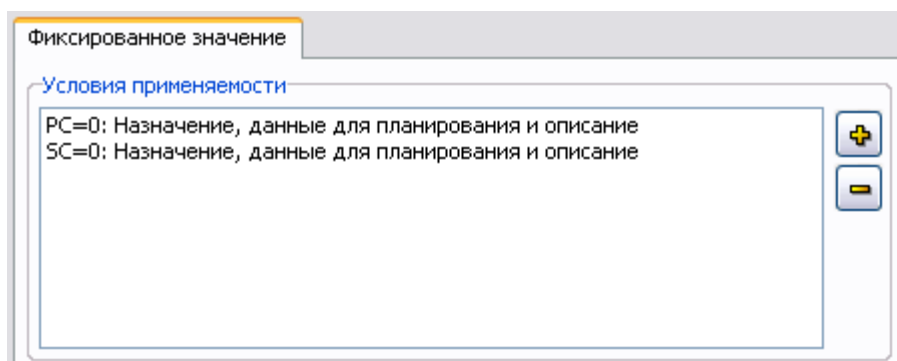 Фиксированное значение
Условия применяемости
PC=0: Назначение, данные для планирования и описание
SC=0: Назначение, данные для планирования и описание